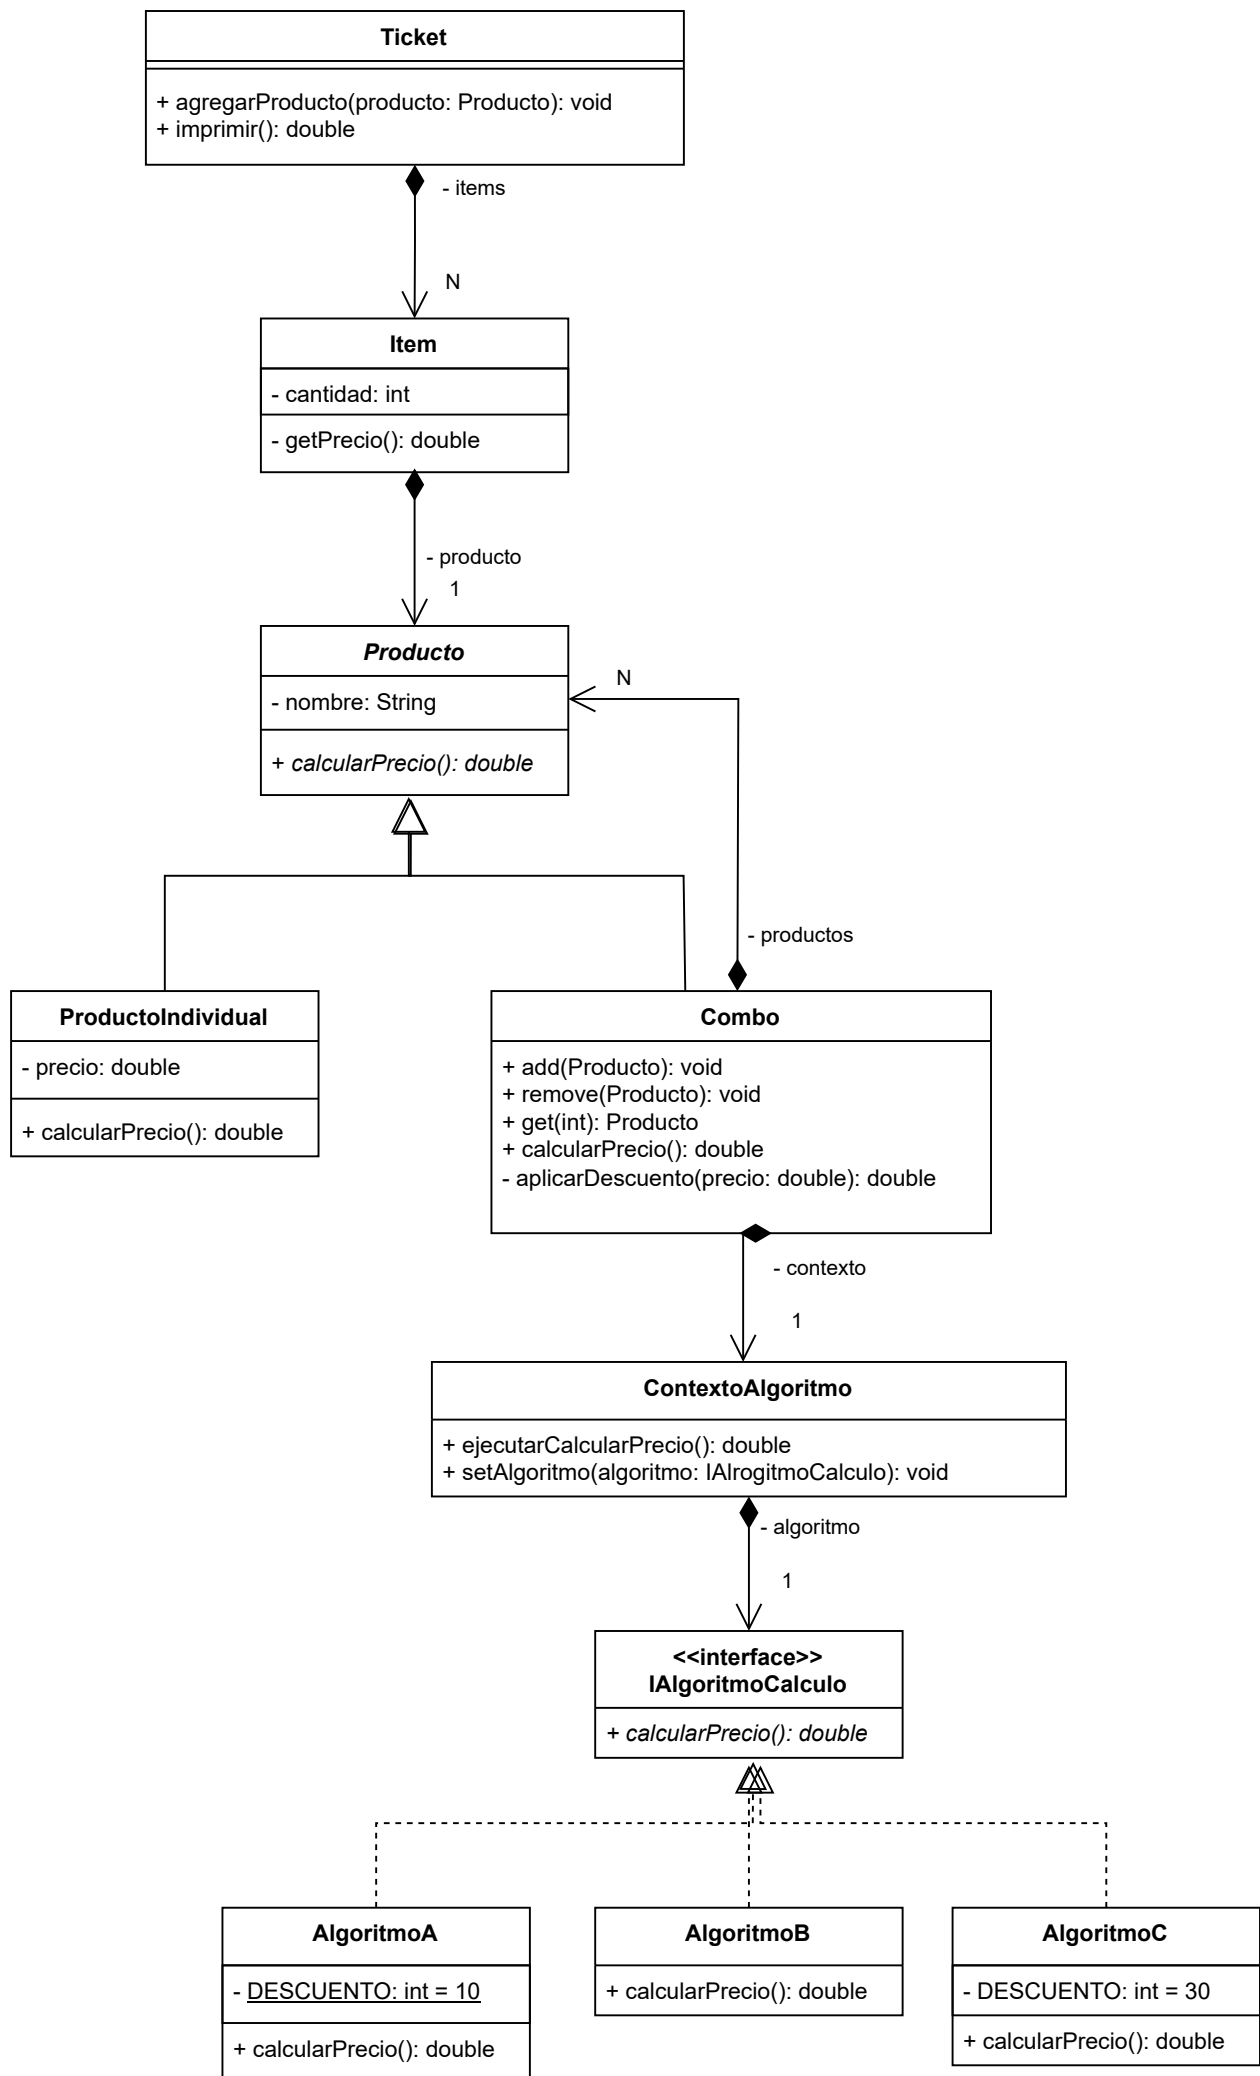 Ticket
+ agregarProducto(producto: Producto): void
+ imprimir(): double
- items
N
Item
- cantidad: int
- getPrecio(): double
- producto
1
Producto
- nombre: String
+ calcularPrecio(): double
N
- productos
ProductoIndividual
- precio: double
+ calcularPrecio(): double
Combo
+ add(Producto): void
+ remove(Producto): void
+ get(int): Producto
+ calcularPrecio(): double
- aplicarDescuento(precio: double): double
- contexto
1
ContextoAlgoritmo
+ ejecutarCalcularPrecio(): double
+ setAlgoritmo(algoritmo: IAlrogitmoCalculo): void
- algoritmo
1
<<interface>>
IAlgoritmoCalculo
+ calcularPrecio(): double
AlgoritmoA
- DESCUENTO: int = 10
+ calcularPrecio(): double
AlgoritmoB
+ calcularPrecio(): double
AlgoritmoC
- DESCUENTO: int = 30
+ calcularPrecio(): double